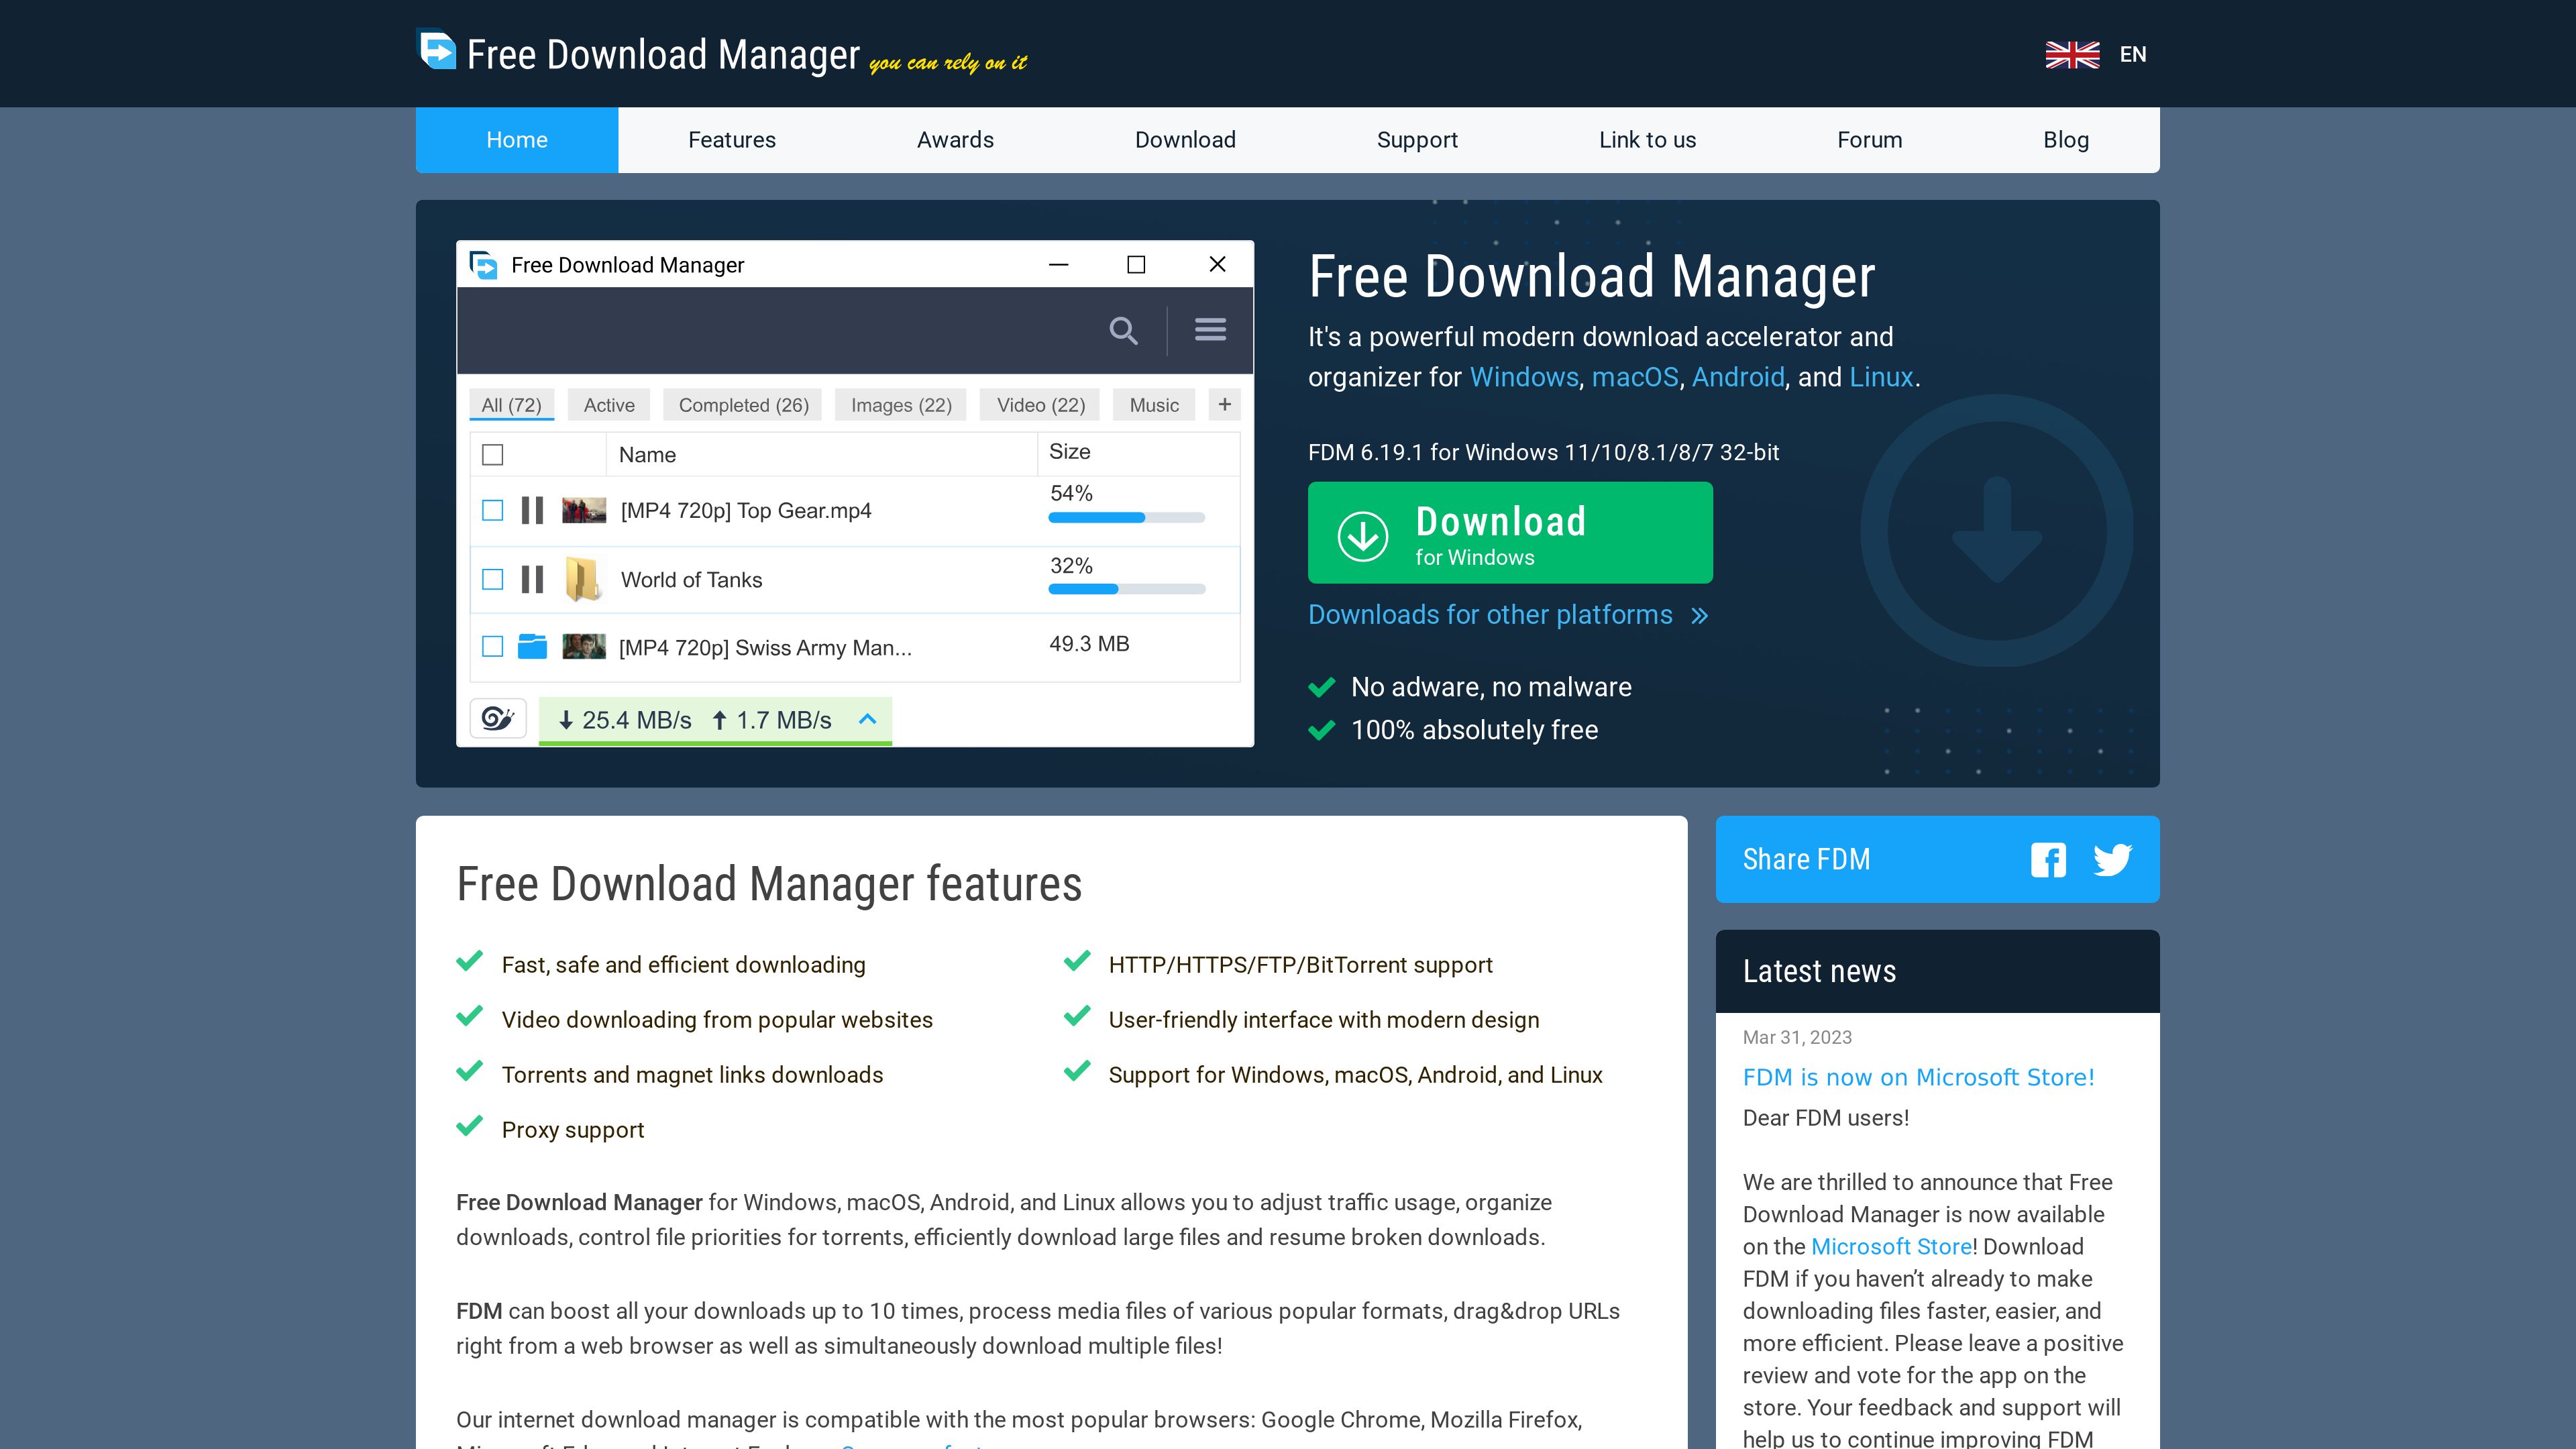 Free Download Manager you can rely on it
EN
Home Features Awards Download Support Link to us Forum Blog
Free Download Manager
All (72) Active Completed (26) Images (22) Video (22) Music +
Name Size
[MP4 720p] Top Gear.mp4 54%
World of Tanks 32%
[MP4 720p] Swiss Army Man... 49.3 MB
25.4 MB/s 1.7 MB/s
Free Download Manager
It's a powerful modern download accelerator and
organizer for Windows, macOS, Android, and Linux.
FDM 6.19.1 for Windows 11/10/8.1/8/7 32-bit
Download
for Windows
Downloads for other platforms
No adware, no malware
100% absolutely free
Free Download Manager features
Fast, safe and efficient downloading
Video downloading from popular websites
Torrents and magnet links downloads
Proxy support
HTTP/HTTPS/FTP/BitTorrent support
User-friendly interface with modern design
Support for Windows, macOS, Android, and Linux
Free Download Manager for Windows, macOS, Android, and Linux allows you to adjust traffic usage, organize
downloads, control file priorities for torrents, efficiently download large files and resume broken downloads.
FDM can boost all your downloads up to 10 times, process media files of various popular formats, drag&drop URLs
right from a web browser as well as simultaneously download multiple files!
Our internet download manager is compatible with the most popular browsers: Google Chrome, Mozilla Firefox,
Share FDM
Latest news
Mar 31, 2023
FDM is now on Microsoft Store!
Dear FDM users!
We are thrilled to announce that Free
Download Manager is now available
on the Microsoft Store! Download
FDM if you haven’t already to make
downloading files faster, easier, and
more efficient. Please leave a positive
review and vote for the app on the
store. Your feedback and support will
help us to continue improving FDM